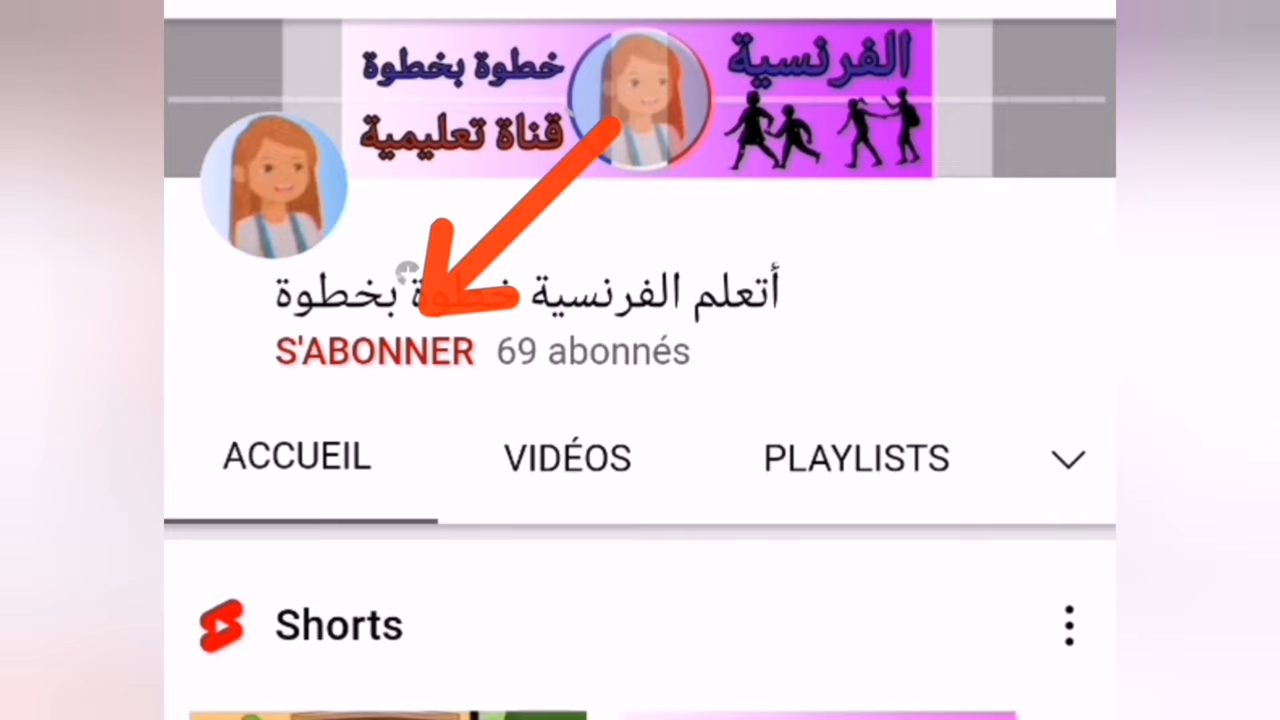 الفرنسية
خطوة بخطوة
قناة تعليمية
أتعلم الفرنسية خطوة بخطوة
S'ABONNER 69 abonnés
ACCUEIL VIDÉOS PLAYLISTS
Shorts